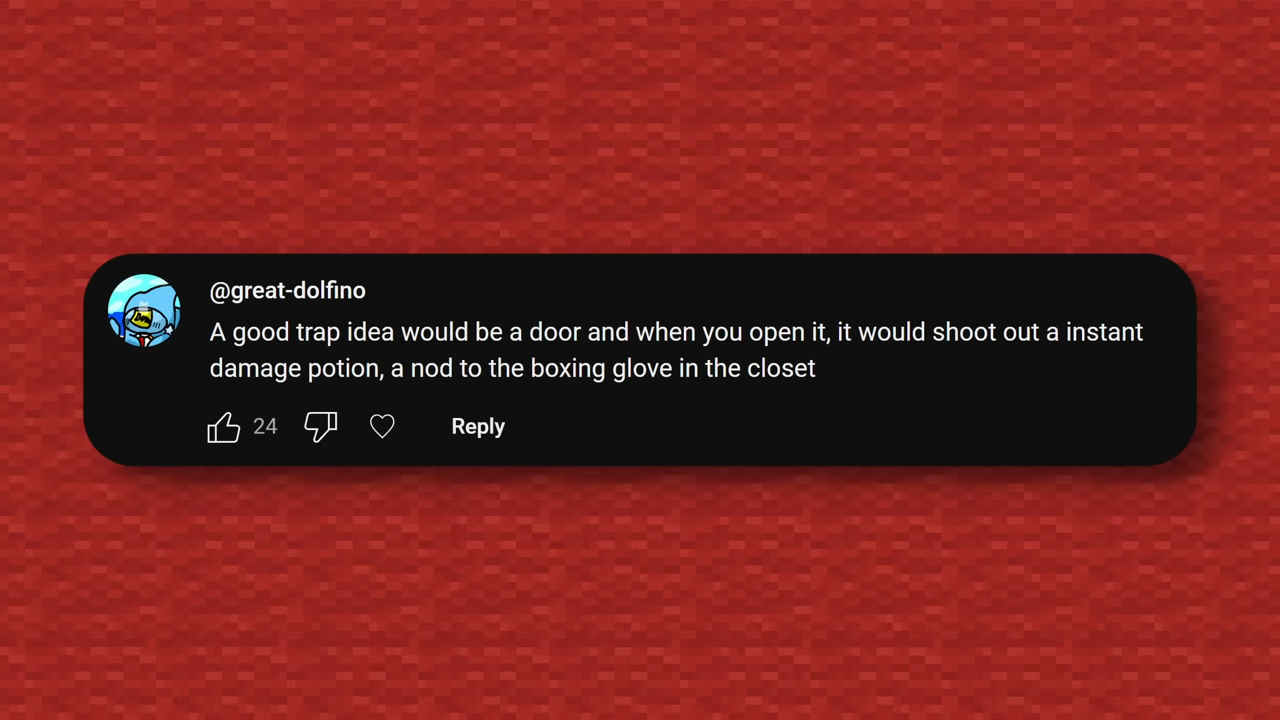 @great-dolfino
A good trap idea would be a door and when you open it, it would shoot out a instant
damage potion, a nod to the boxing glove in the closet
24
Reply